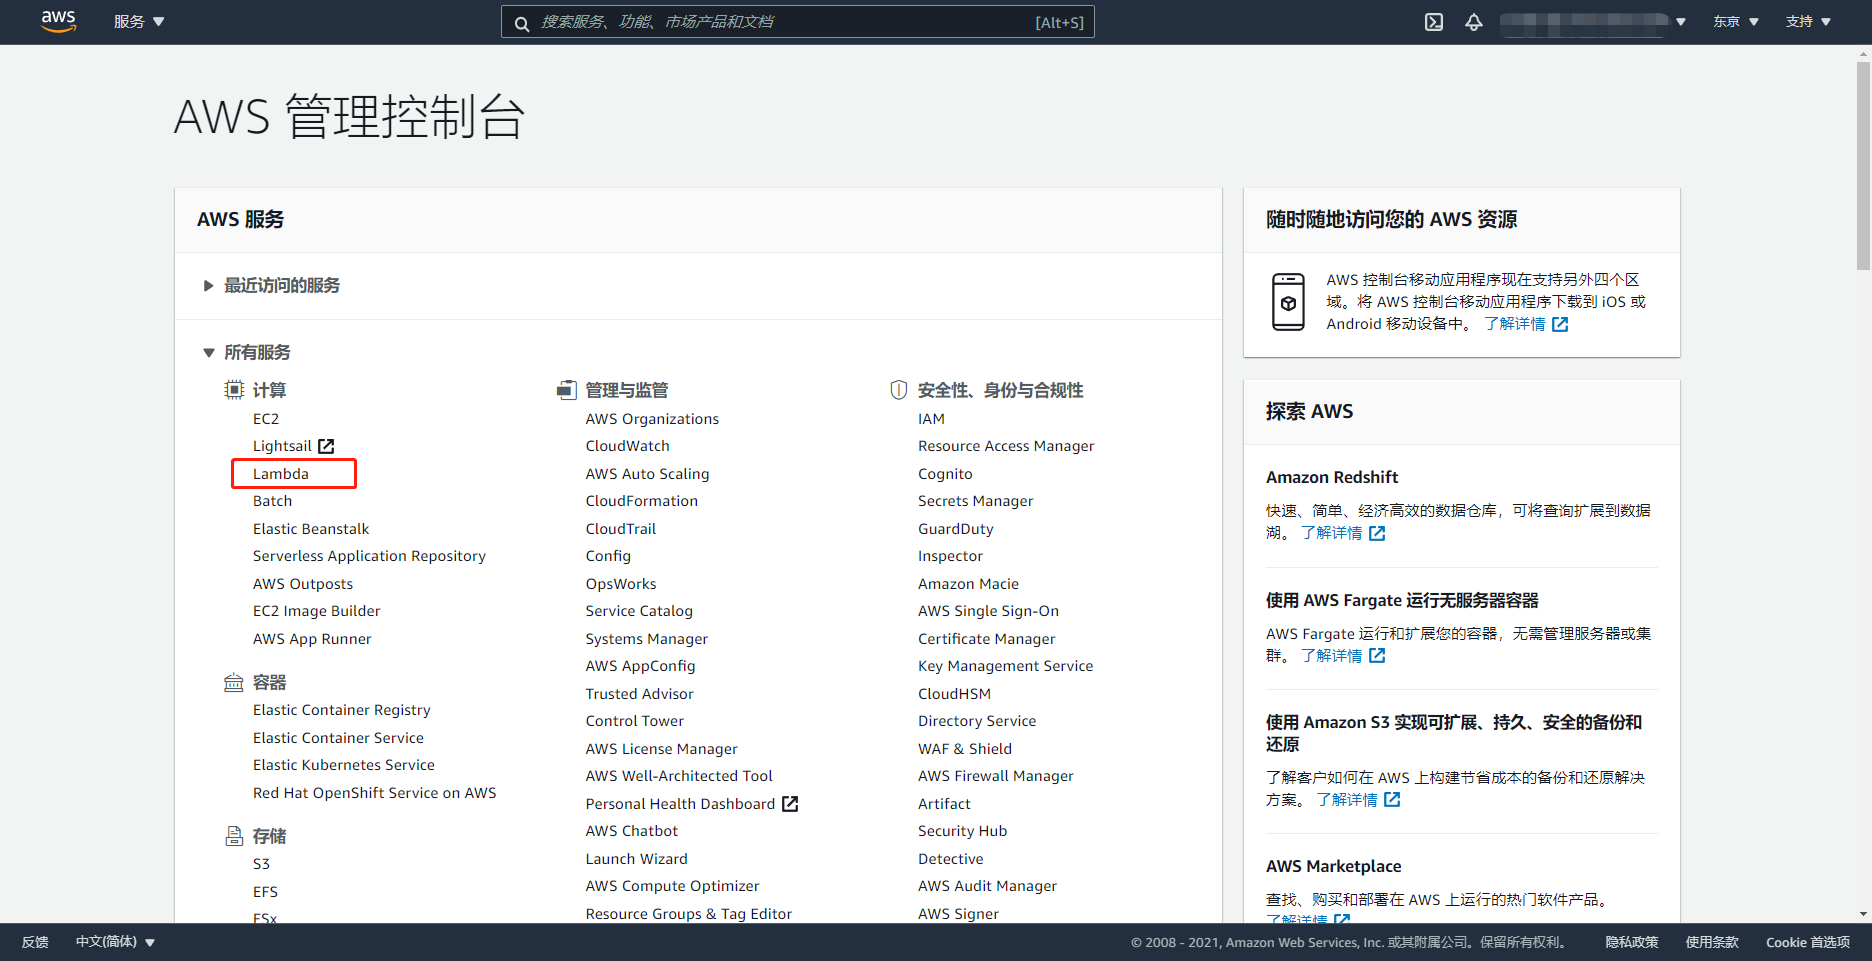 aws
服务
搜索服务、功能、市场产品和文档 [Alt+S]
东京
支持
AWS 管理控制台
AWS 服务
最近访问的服务
所有服务
计算
EC2
Lightsail
Lambda
Batch
Elastic Beanstalk
Serverless Application Repository
AWS Outposts
EC2 Image Builder
AWS App Runner
容器
Elastic Container Registry
Elastic Container Service
Elastic Kubernetes Service
Red Hat OpenShift Service on AWS
存储
S3
EFS
FSx
管理与监管
AWS Organizations
CloudWatch
AWS Auto Scaling
CloudFormation
CloudTrail
Config
OpsWorks
Service Catalog
Systems Manager
AWS AppConfig
Trusted Advisor
Control Tower
AWS License Manager
AWS Well-Architected Tool
Personal Health Dashboard
AWS Chatbot
Launch Wizard
AWS Compute Optimizer
Resource Groups & Tag Editor
安全性、身份与合规性
IAM
Resource Access Manager
Cognito
Secrets Manager
GuardDuty
Inspector
Amazon Macie
AWS Single Sign-On
Certificate Manager
Key Management Service
CloudHSM
Directory Service
WAF & Shield
AWS Firewall Manager
Artifact
Security Hub
Detective
AWS Audit Manager
AWS Signer
随时随地访问您的 AWS 资源
AWS 控制台移动应用程序现在支持另外四个区
域。将 AWS 控制台移动应用程序下载到 iOS 或
Android 移动设备中。 了解详情
探索 AWS
Amazon Redshift
快速、简单、经济高效的数据仓库，可将查询扩展到数据
湖。 了解详情
使用 AWS Fargate 运行无服务器容器
AWS Fargate 运行和扩展您的容器，无需管理服务器或集
群。 了解详情
使用 Amazon S3 实现可扩展、持久、安全的备份和
还原
了解客户如何在 AWS 上构建节省成本的备份和还原解决
方案。 了解详情
AWS Marketplace
查找、购买和部署在 AWS 上运行的热门软件产品。
了解详情
反馈
中文(简体)
© 2008 - 2021, Amazon Web Services, Inc. 或其附属公司。保留所有权利。
隐私政策
使用条款
Cookie 首选项